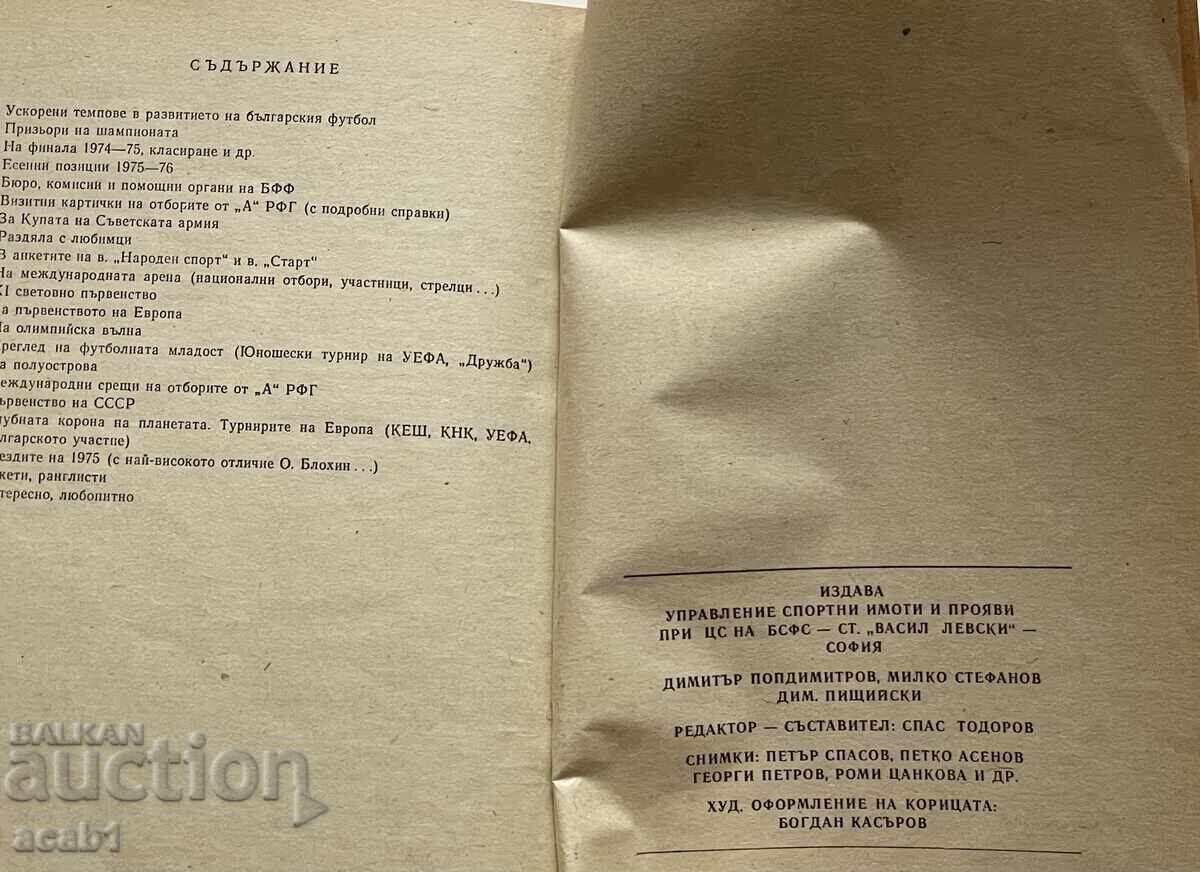 СЪДЪРЖАНИЕ
Ускорени темпове в развитието на българския футбол
Призьори на шампионата
На финала 1974—75, класиране и др.
Есенни позиции 1975—76
Бюро, комисии и помощни органи на БФФ
Визитни картички на отборите от „А“ РФГ (с подробни справки)
За Купата на Съветската армия
Раздяла с любимци
В анкетите на в. „Народен спорт“ и в. „Старт“
На международната арена (национални отбори, участници, стрелци...)
XI световно първенство
а първенството на Европа
На олимпийска вълна
реглед на футболната младост (Юношески турнир на УЕФА, „Дружба“)
а полуострова
еждународни срещи на отборите от „А“ РФГ
ървенство на СССР
лубната корона на планетата. Турнирите на Европа (КЕШ, КНК, УЕФА,
лгарското участие)
ездите на 1975 (с най-високото отличие О. Блохин...)
кети, ранглисти
тересно, любопитно
ИЗДАВА
УПРАВЛЕНИЕ СПОРТНИ ИМОТИ И ПРОЯВИ
ПРИ ЦС НА БСФС — СТ. „ВАСИЛ ЛЕВСКИ“ —
СОФИЯ
ДИМИТЪР ПОПДИМИТРОВ, МИЛКО СТЕФАНОВ
ДИМ. ПИЩИЙСКИ
РЕДАКТОР — СЪСТАВИТЕЛ: СПАС ТОДОРОВ
СНИМКИ: ПЕТЪР СПАСОВ, ПЕТКО АСЕНОВ
ГЕОРГИ ПЕТРОВ, РОМИ ЦАНКОВА И ДР.
ХУД. ОФОРМЛЕНИЕ НА КОРИЦАТА:
БОГДАН КАСЪРОВ
BALKAN
auction
acab1